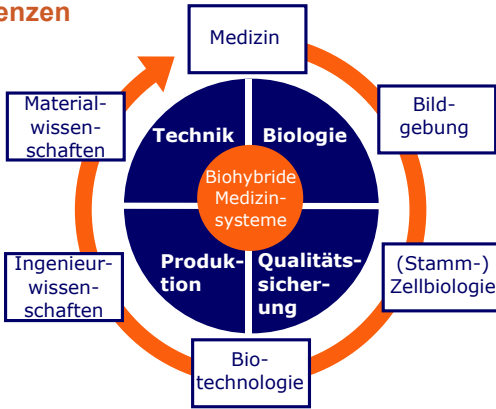 enzen
Medizin
Bild-
gebung
(Stamm-)
Zellbiologie
Bio-
technologie
Ingenieur-
wissen-
schaften
Material-
wissen-
schaften
Technik
Biologie
Biohybride
Medizin-
systeme
Produk-
tion
Qualitäts-
sicher-
ung